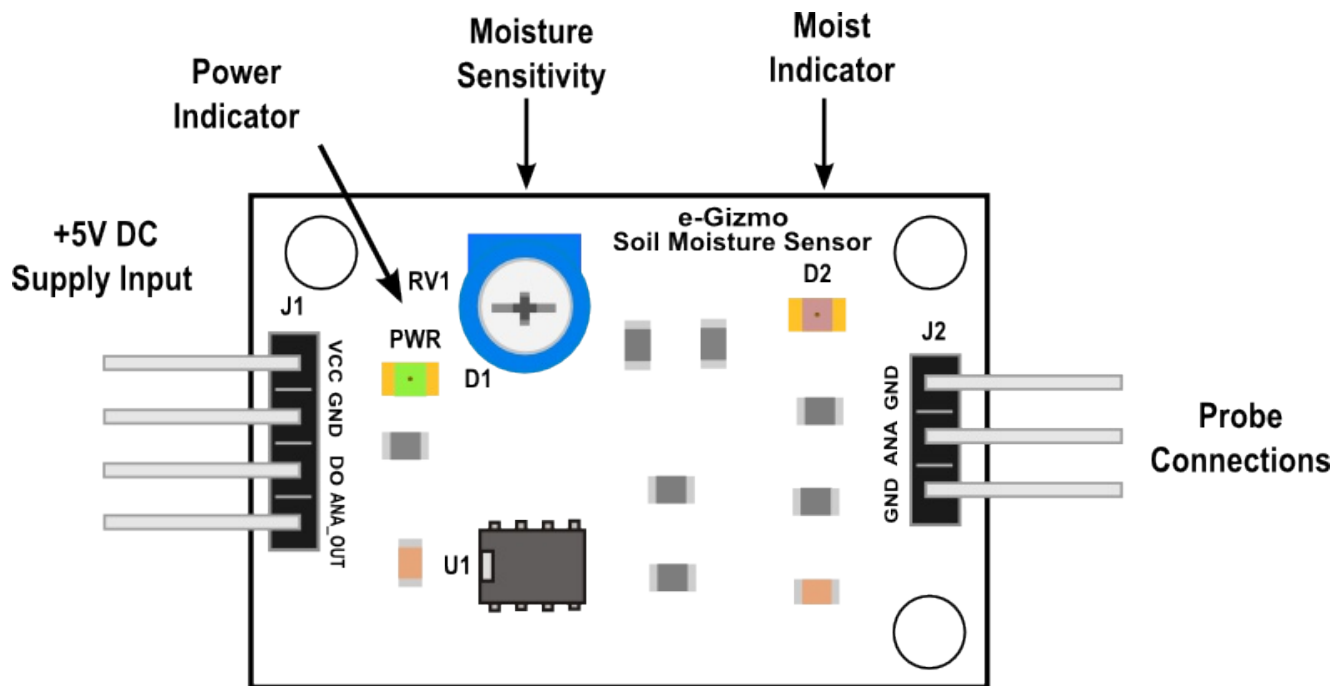 Moisture
Sensitivity
Moist
Indicator
Power
Indicator
+5V DC
Supply Input
e-Gizmo
Soil Moisture Sensor
RV1
D2
J1
J2
PWR
D1
VCC
GND
DO
ANA_OUT
GND
ANA
GND
Probe
Connections
U1